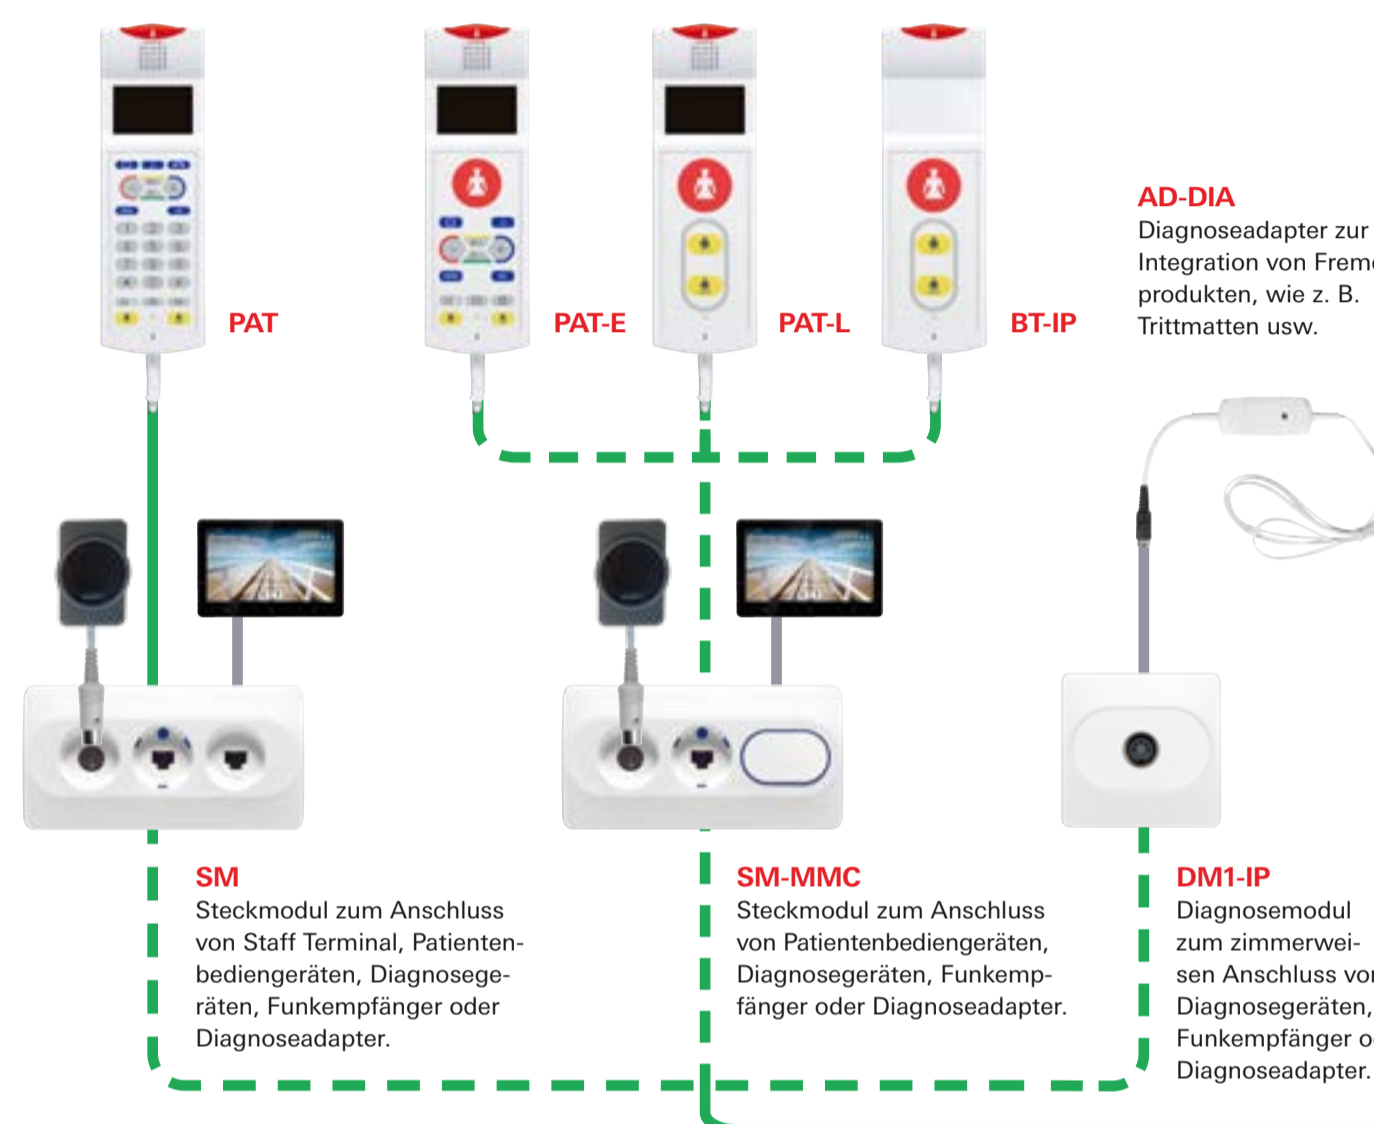 PAT
PAT-E
PAT-L
BT-IP
AD-DIA
Diagnoseadapter zur
Integration von
produkten, wie z. B.
Trittmatten usw.
SM
Steckmodul zum Anschluss
von Staff Terminal, Patienten-
bediengeräten, Diagnosege-
räten, Funkempfänger oder
Diagnoseadapter.
SM-MMC
Steckmodul zum Anschluss
von Patientenbediengeräten,
Diagnosegeräten, Funkemp-
fänger oder Diagnoseadapter.
DM1-IP
Diagnosemodul
zum zimmerwei-
sen Anschluss
Diagnosegeräten,
Funkempfänger
Diagnoseadapter.